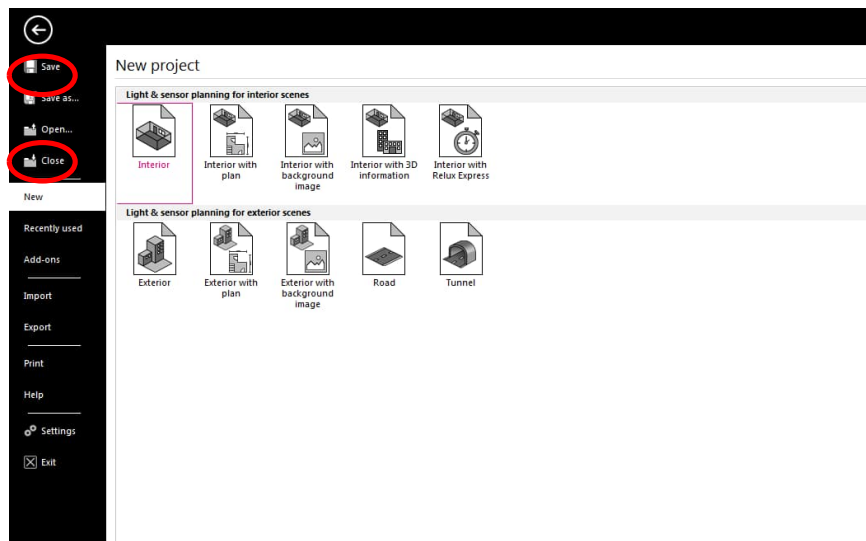 Save
Save as...
Open...
Close
New
Recently used
Add-ons
Import
Export
Print
Help
Settings
Exit
New project
Light & sensor planning for interior scenes
Interior
Interior with
plan
Interior with
background
image
Interior with 3D
information
Interior with
Relux Express
Light & sensor planning for exterior scenes
Exterior
Exterior with
plan
Exterior with
background
image
Road
Tunnel